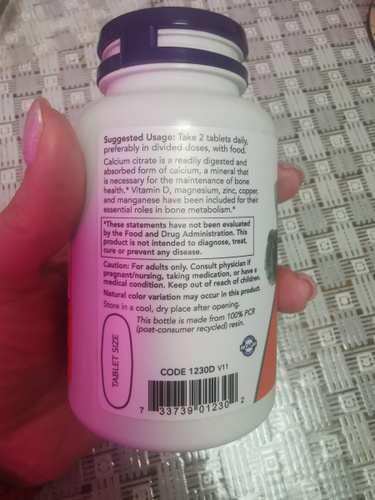 Suggested Usage: Take 2 tablets daily,
preferably in divided doses, with food.
Calcium citrate is a readily digested and
absorbed form of calcium, a mineral that
is necessary for the maintenance of bone
health.* Vitamin D, magnesium, zinc, copper,
and manganese have been included for their
essential roles in bone metabolism.*
*These statements have not been evaluated
by the Food and Drug Administration. This
product is not intended to diagnose, treat,
cure or prevent any disease.
Caution: For adults only. Consult physician if
pregnant/nursing, taking medication, or have a
medical condition. Keep out of reach of children.
Natural color variation may occur in this product.
Store in a cool, dry place after opening.
This bottle is made from 100% PCR
(post-consumer recycled) resin.
TABLET SIZE
CODE 1230D V11
7 33739 01230 2